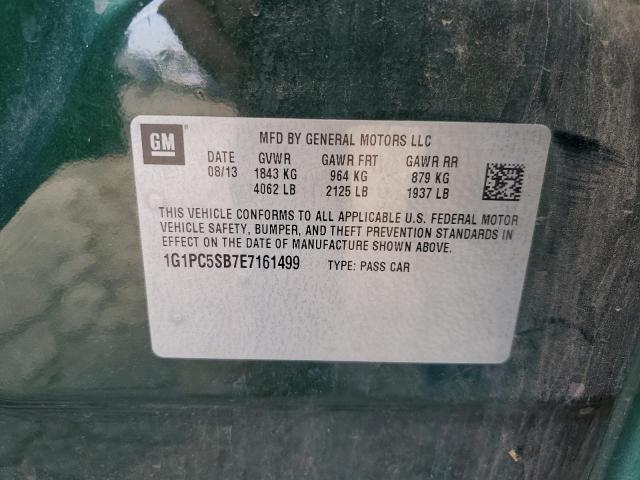 GM ® MFD BY GENERAL MOTORS LLC
DATE GVWR GAWR FRT GAWR RR
08/13 1843 KG 964 KG 879 KG
4062 LB 2125 LB 1937 LB
THIS VEHICLE CONFORMS TO ALL APPLICABLE U.S. FEDERAL MOTOR
VEHICLE SAFETY, BUMPER, AND THEFT PREVENTION STANDARDS IN
EFFECT ON THE DATE OF MANUFACTURE SHOWN ABOVE.
1G1PC5SB7E7161499 TYPE: PASS CAR